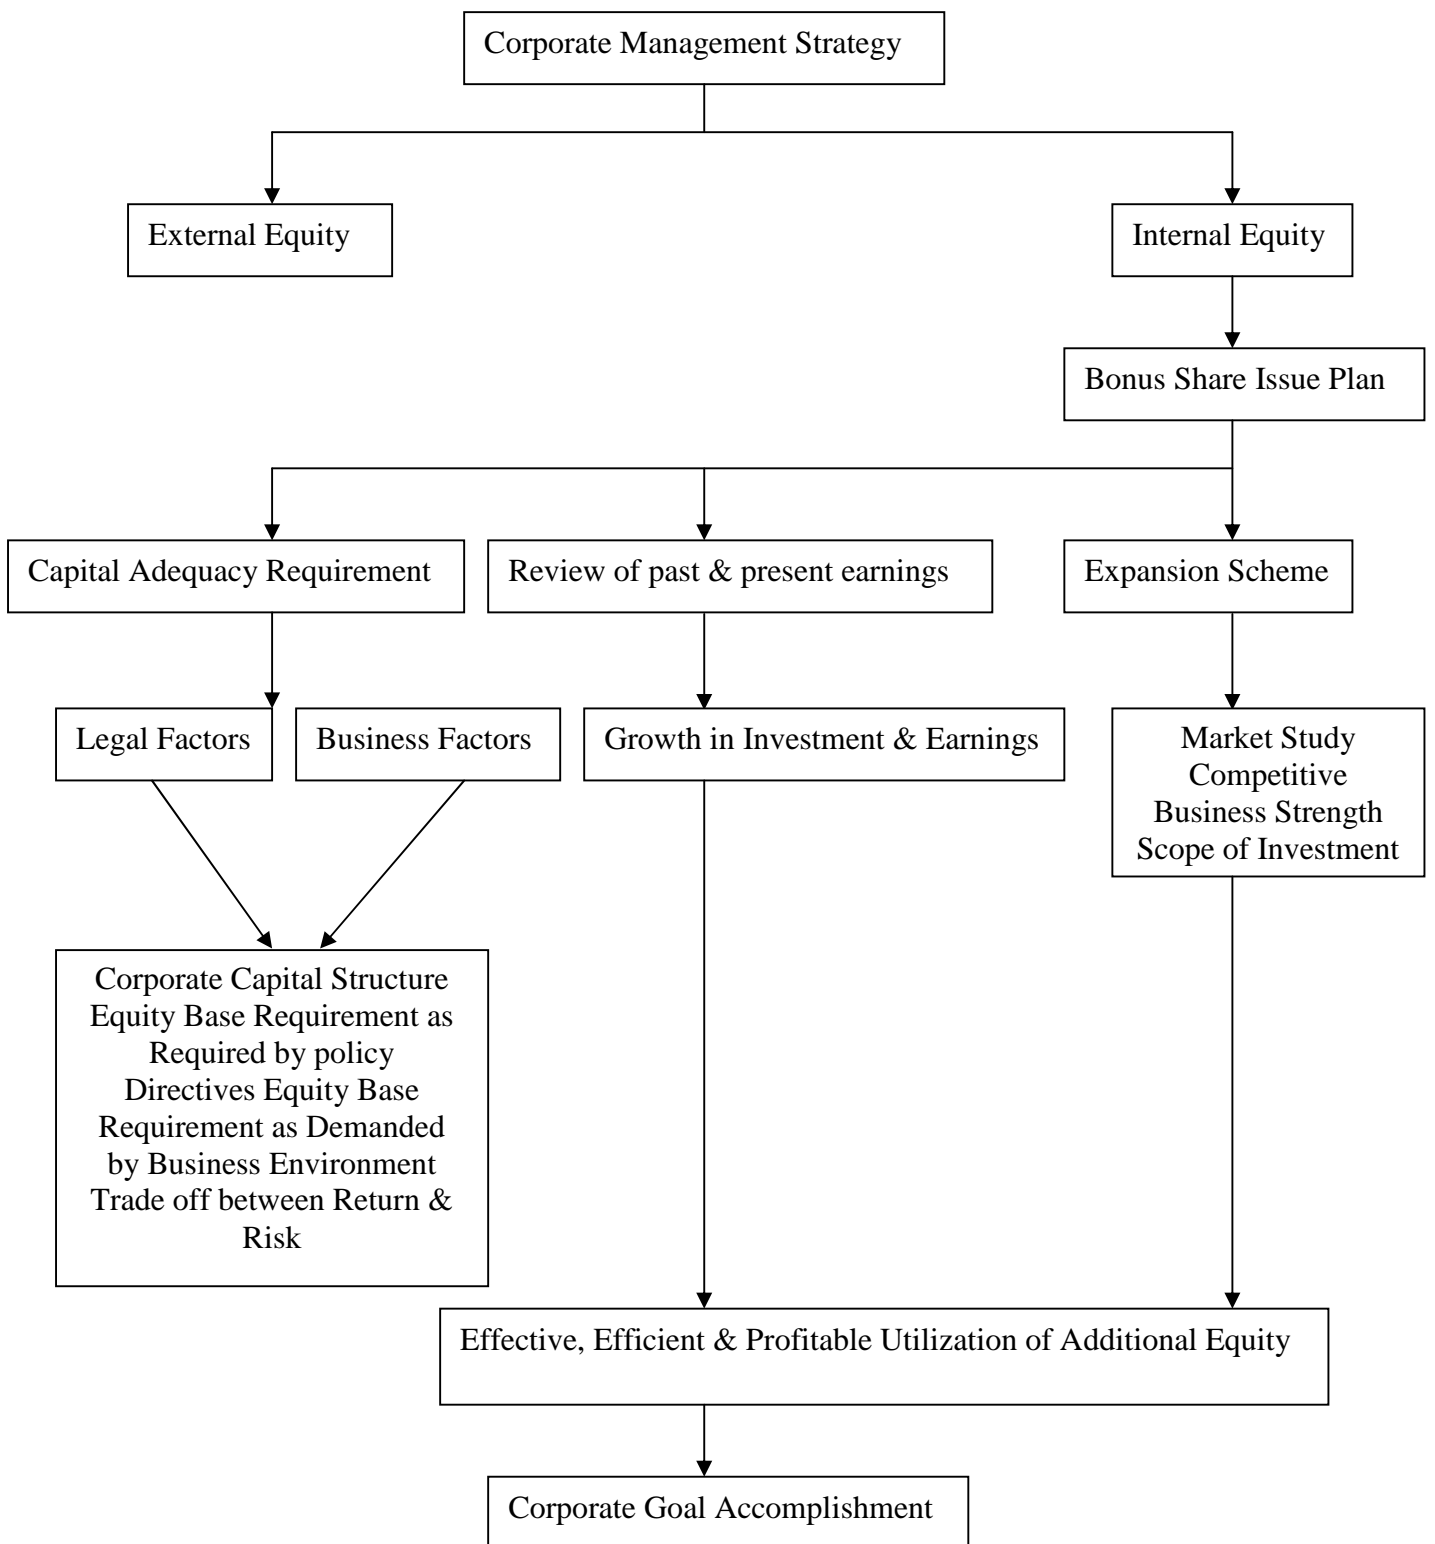 Corporate Management Strategy
External Equity
Internal Equity
Bonus Share Issue Plan
Capital Adequacy Requirement
Review of past & present earnings
Expansion Scheme
Legal Factors
Business Factors
Growth in Investment & Earnings
Market Study
Competitive
Business Strength
Scope of Investment
Corporate Capital Structure
Equity Base Requirement as
Required by policy
Directives Equity Base
Requirement as Demanded
by Business Environment
Trade off between Return &
Risk
Effective, Efficient & Profitable Utilization of Additional Equity
Corporate Goal Accomplishment